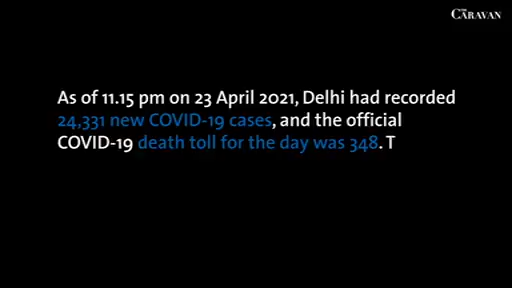 THE CARAVAN
As of 11.15 pm on 23 April 2021, Delhi had recorded
24,331 new COVID-19 cases, and the official
COVID-19 death toll for the day was 348. T